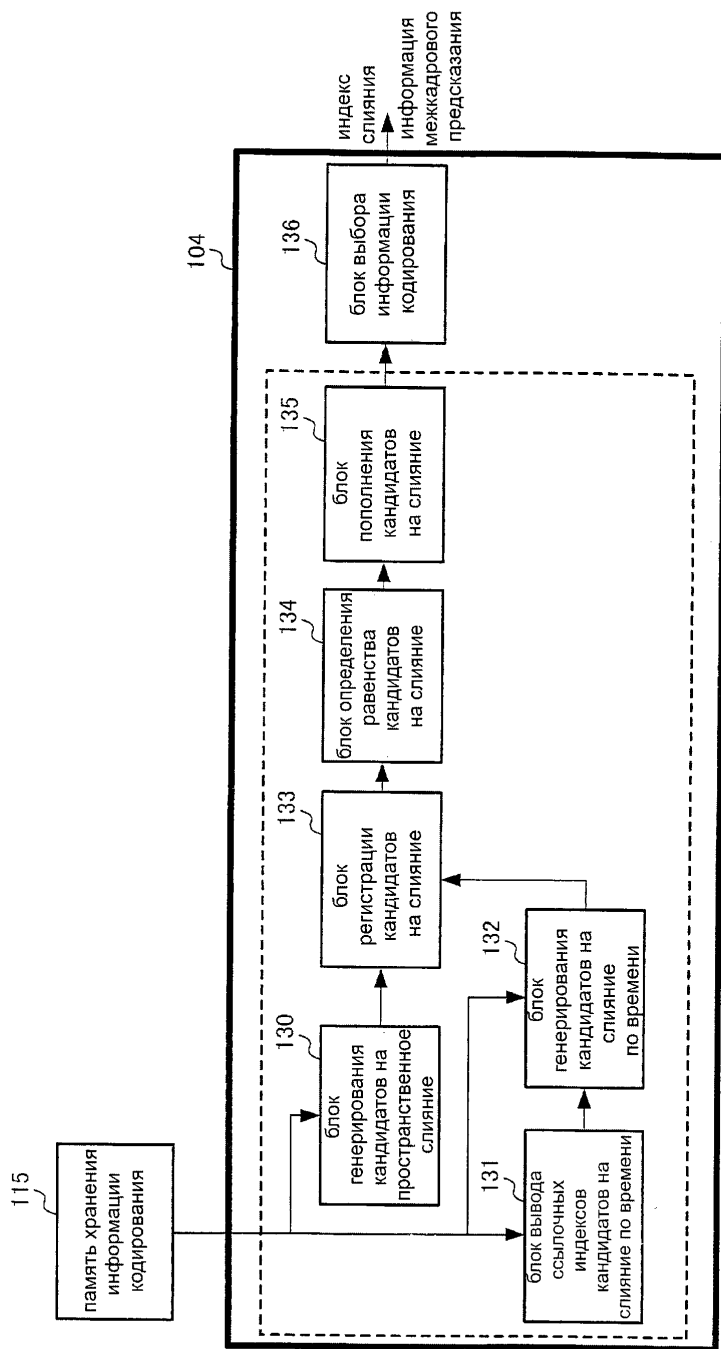 115
память хранения
информации
кодирования
104
130
блок
генерирования
кандидатов на
пространственное
слияние
131
блок вывода
ссылочных
индексов
кандидатов на
слияние по времени
132
блок
генерирования
кандидатов на
слияние
по времени
133
блок
регистрации
кандидатов
на слияние
134
блок определения
равенства
кандидатов
на слияние
135
блок
пополнения
кандидатов
на слияние
136
блок выбора
информации
кодирования
индекс
слияния
информация
межкадрового
предсказания